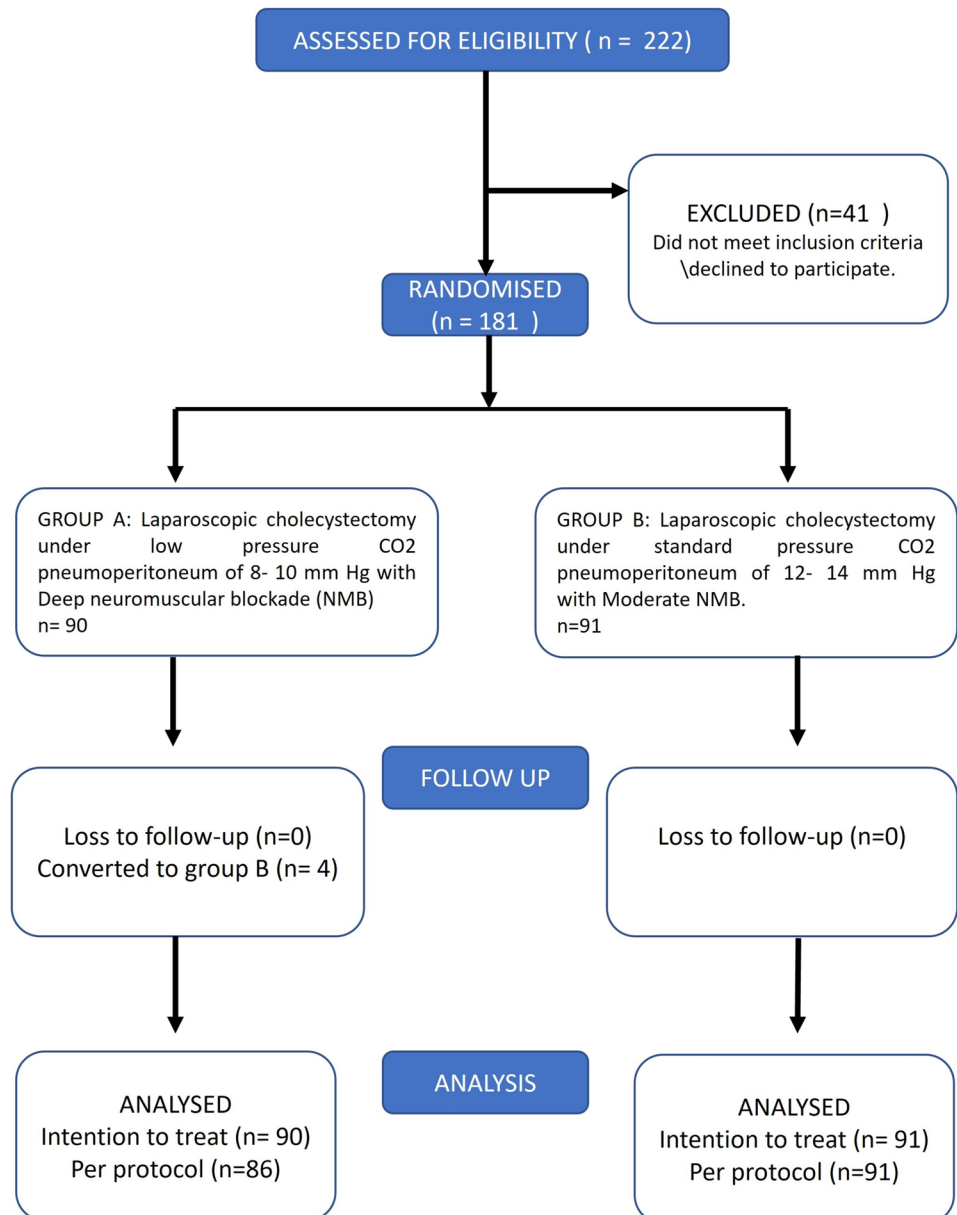 ASSESSED FOR ELIGIBILITY ( n =  222)
EXCLUDED (n=41  )
Did not meet inclusion criteria
\declined to participate.
RANDOMISED
(n = 181  )
GROUP A: Laparoscopic cholecystectomy
under low pressure CO2
pneumoperitoneum of 8- 10 mm Hg with
Deep neuromuscular blockade (NMB)
n= 90
GROUP B: Laparoscopic cholecystectomy
under standard pressure CO2
pneumoperitoneum of 12- 14 mm Hg
with Moderate NMB.
n=91
FOLLOW UP
Loss to follow-up (n=0)
Converted to group B (n= 4)
Loss to follow-up (n=0)
ANALYSIS
ANALYSED
Intention to treat (n= 90)
Per protocol (n=86)
ANALYSED
Intention to treat (n= 91)
Per protocol (n=91)